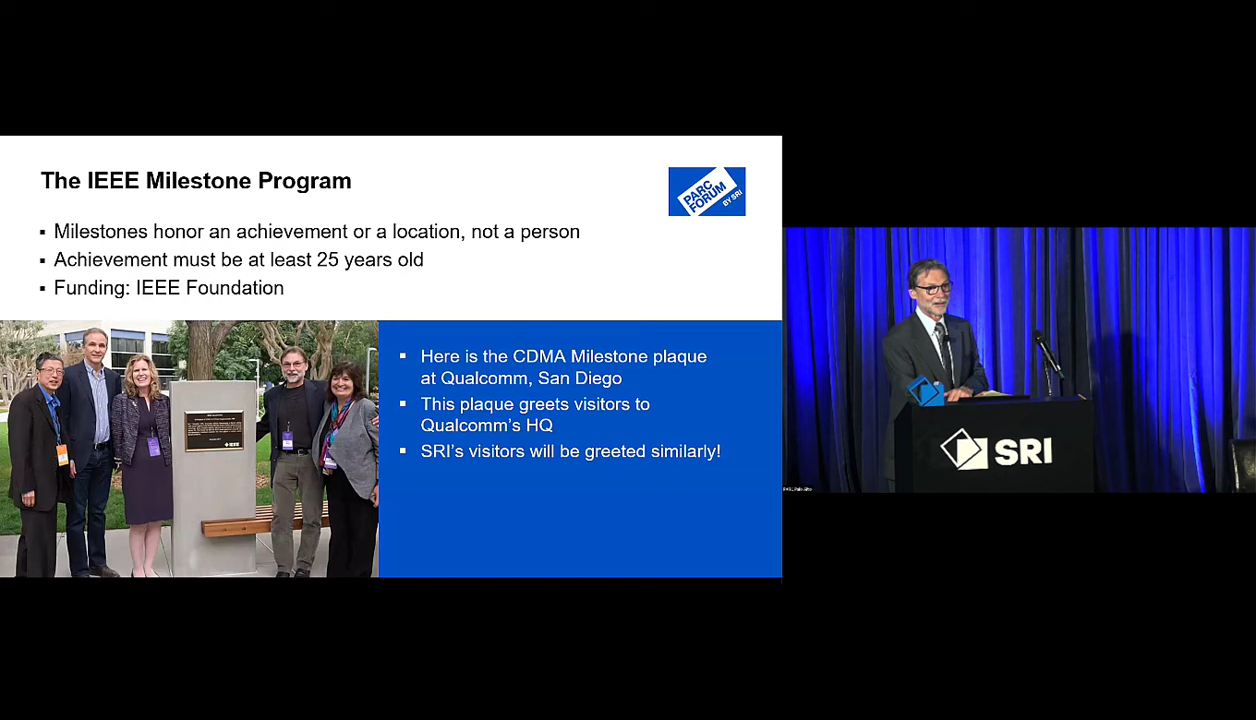 The IEEE Milestone Program
PARC
FORUM
BY SRI
▪ Milestones honor an achievement or a location, not a person
▪ Achievement must be at least 25 years old
▪ Funding: IEEE Foundation
▪ Here is the CDMA Milestone plaque
at Qualcomm, San Diego
▪ This plaque greets visitors to
Qualcomm's HQ
▪ SRI's visitors will be greeted similarly!
IEEE
SRI